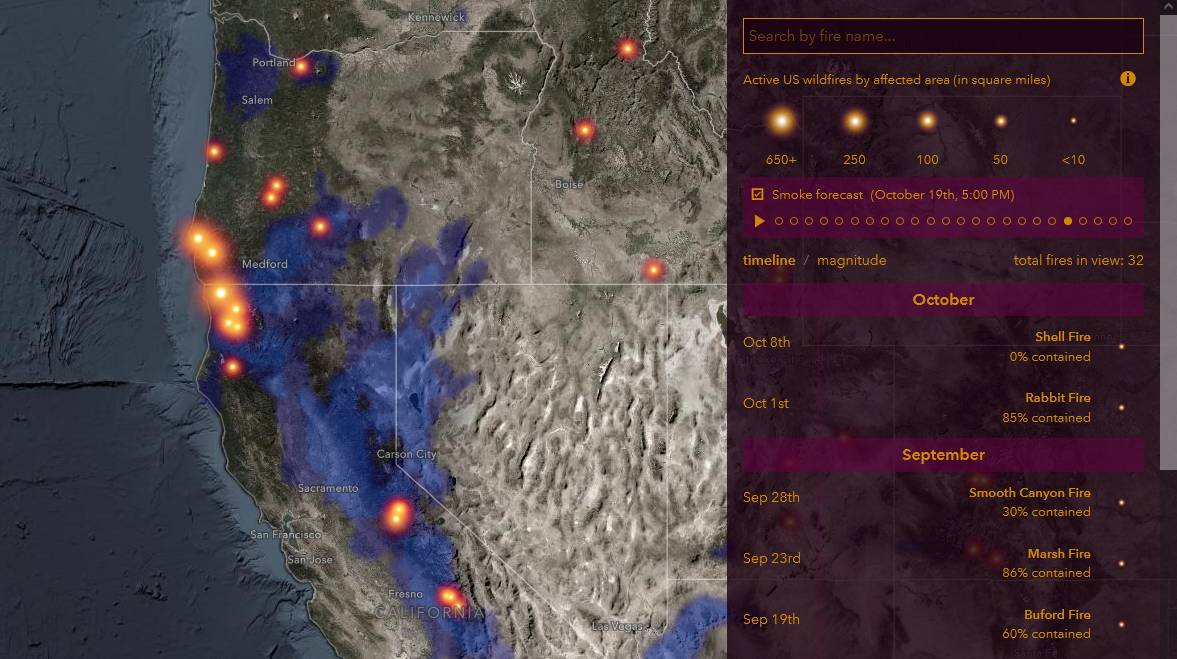 Kennewick
Portland
Salem
Boise
Medford
Carson City
Sacramento
San Francisco
San Jose
Fresno
CALIFORNIA
Las Vegas
Search by fire name...
Active US wildfires by affected area (in square miles)
i
650+ 250 100 50 <10
Smoke forecast (October 19th, 5:00 PM)
timeline / magnitude total fires in view: 32
October
Oct 8th
Shell Fire
0% contained
Oct 1st
Rabbit Fire
85% contained
September
Sep 28th
Smooth Canyon Fire
30% contained
Sep 23rd
Marsh Fire
86% contained
Sep 19th
Buford Fire
60% contained
Santa Fe